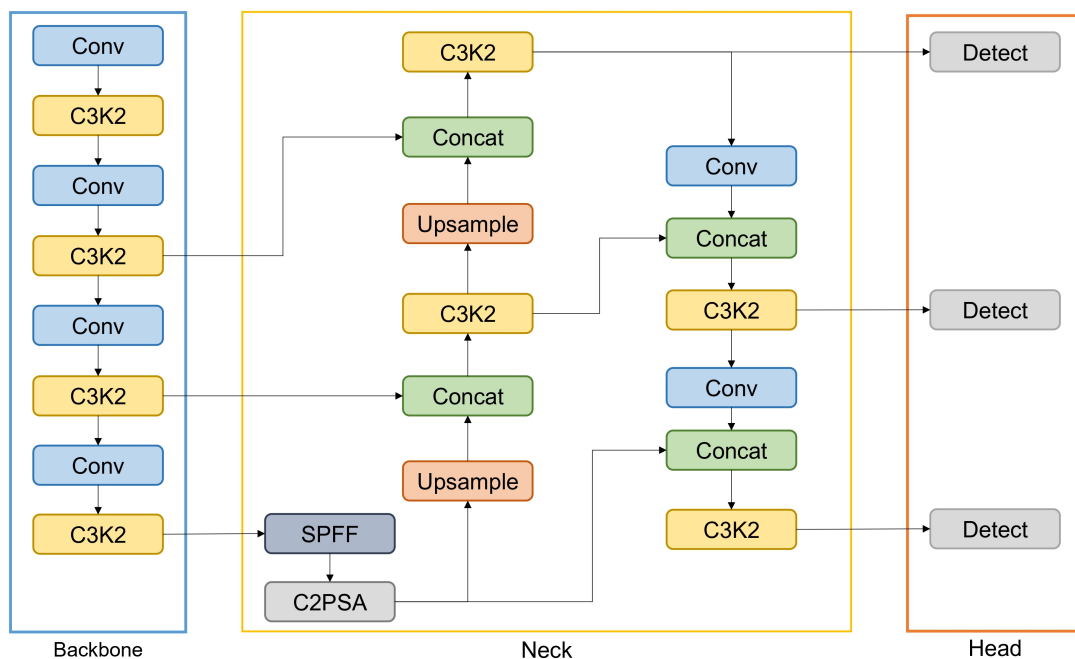 Conv
C3K2
Conv
C3K2
Conv
C3K2
Conv
C3K2
Backbone
C3K2
Concat
Upsample
C3K2
Concat
Upsample
SPFF
C2PSA
Conv
Concat
C3K2
Conv
Concat
C3K2
Neck
Detect
Detect
Detect
Head